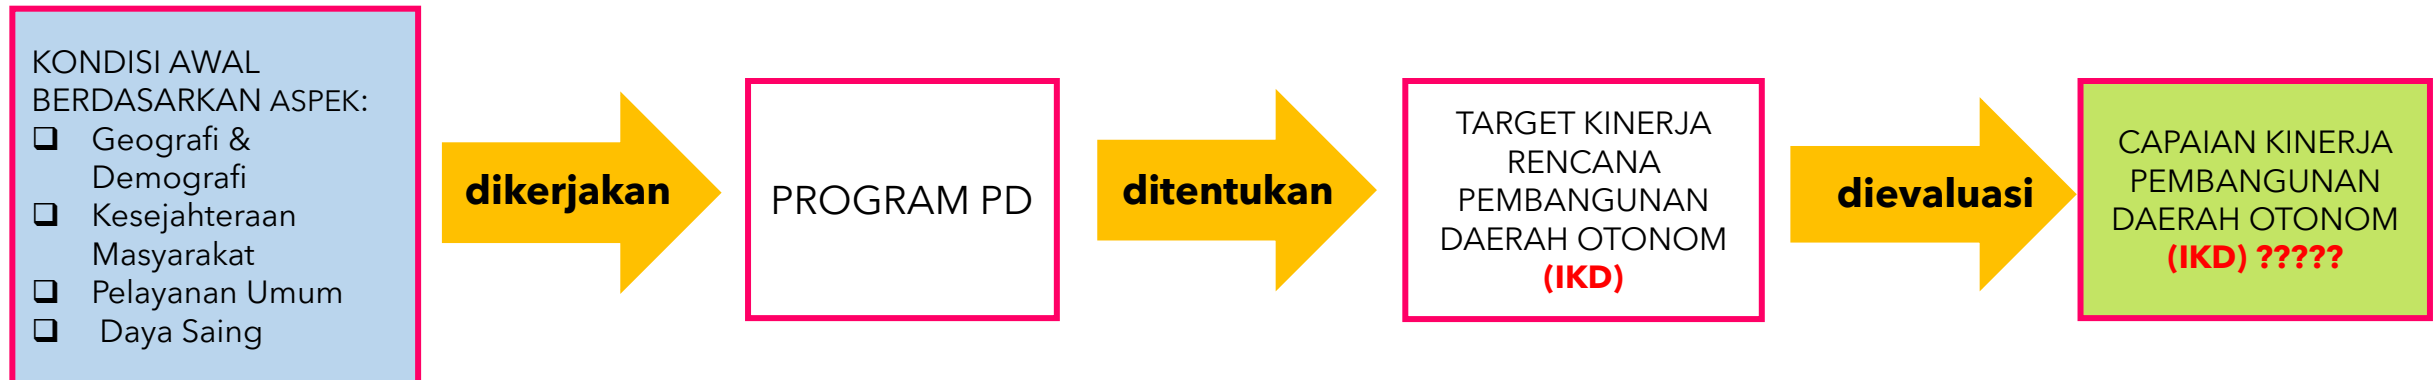 KONDISI AWAL
BERDASARKAN ASPEK:
❑ Geografi &
Demografi
❑ Kesejahteraan
Masyarakat
❑ Pelayanan Umum
❑ Daya Saing
dikerjakan
PROGRAM PD
ditentukan
TARGET KINERJA
RENCANA
PEMBANGUNAN
DAERAH OTONOM
(IKD)
dievaluasi
CAPAIAN KINERJA
PEMBANGUNAN
DAERAH OTONOM
(IKD) ?????